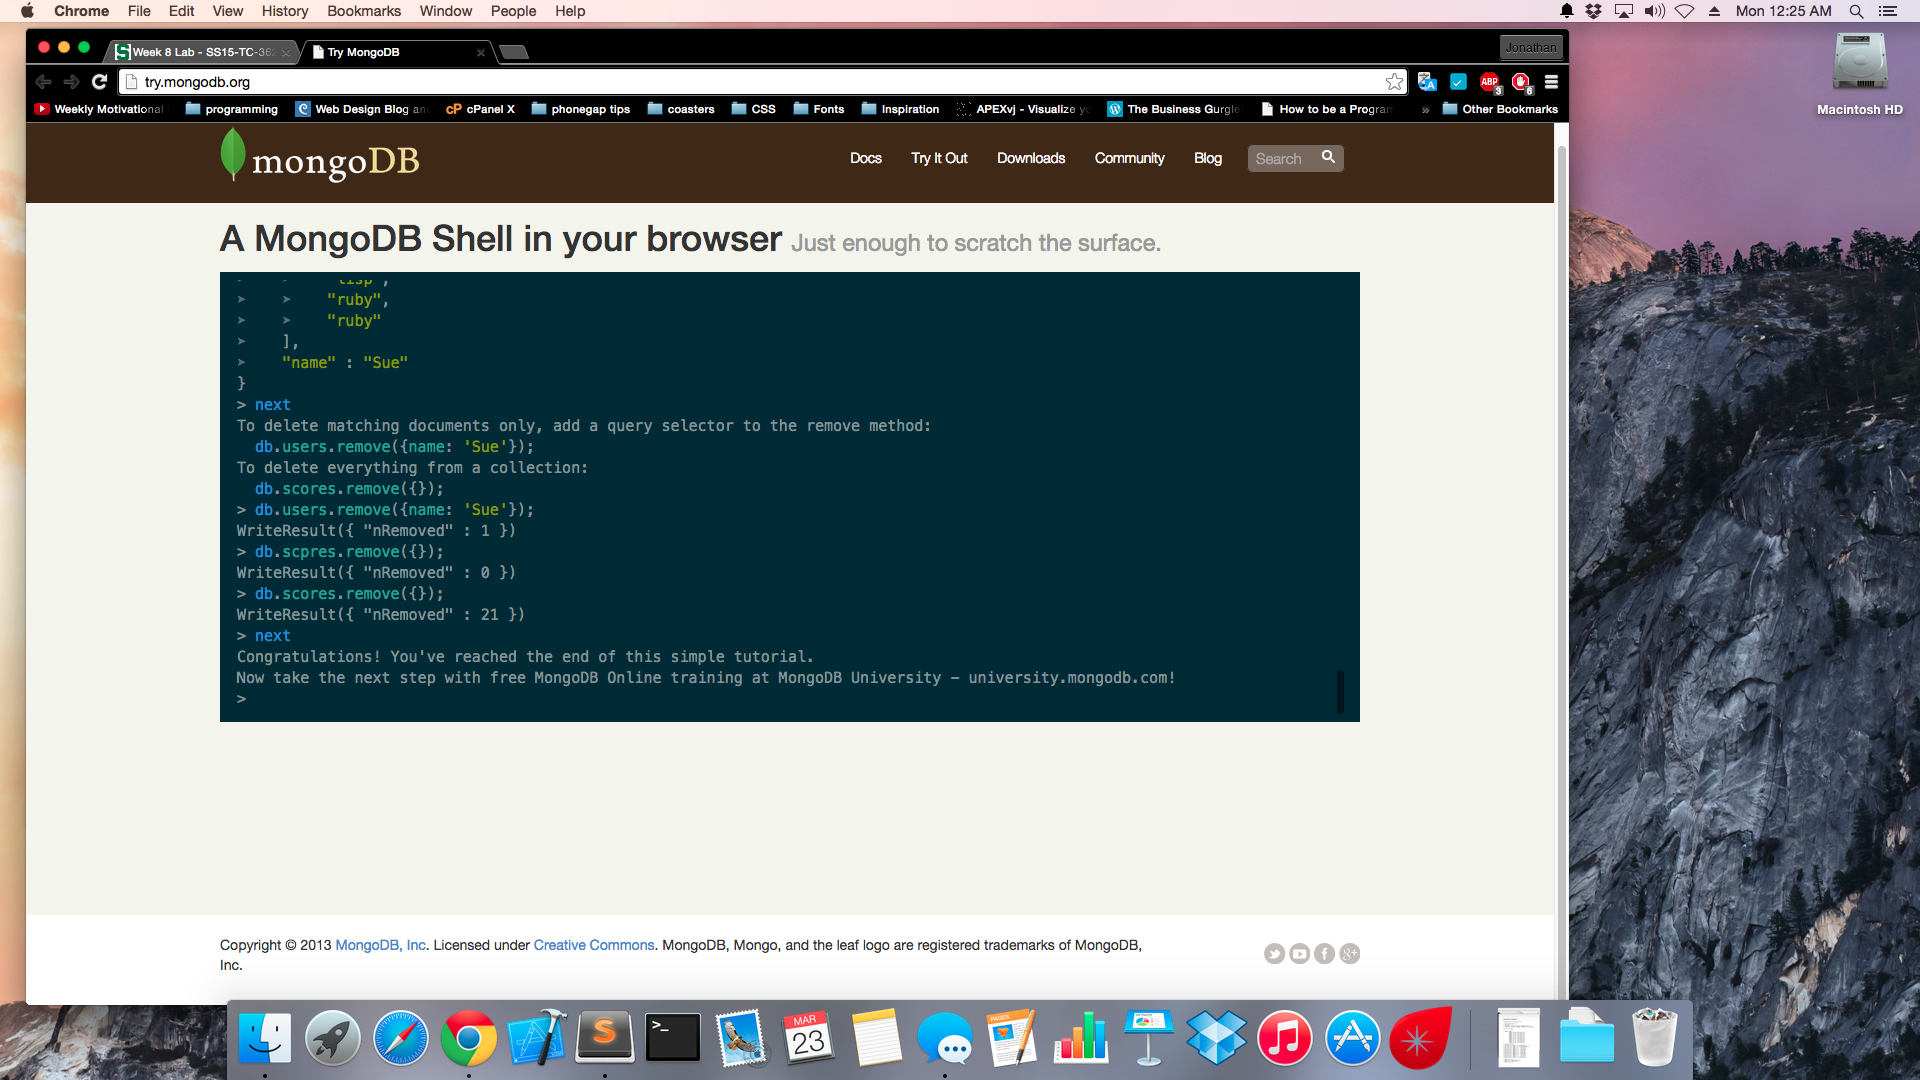 Chrome File Edit View History Bookmarks Window People Help Mon 12:25 AM
Week 8 Lab - SS15-TC-36 Try MongoDB Jonathan
try.mongodb.org
Weekly Motivational programming Web Design Blog an cPanel X phonegap tips coasters CSS Fonts Inspiration APEXvj - Visualize yo The Business Gurgle How to be a Program » Other Bookmarks
Macintosh HD
mongoDB Docs Try It Out Downloads Community Blog Search
A MongoDB Shell in your browser Just enough to scratch the surface.
"lisp",
"ruby",
"ruby"
],
"name" : "Sue"
}
> next
To delete matching documents only, add a query selector to the remove method:
db.users.remove({name: 'Sue'});
To delete everything from a collection:
db.scores.remove({});
> db.users.remove({name: 'Sue'});
WriteResult({ "nRemoved" : 1 })
> db.scpres.remove({});
WriteResult({ "nRemoved" : 0 })
> db.scores.remove({});
WriteResult({ "nRemoved" : 21 })
> next
Congratulations! You've reached the end of this simple tutorial.
Now take the next step with free MongoDB Online training at MongoDB University - university.mongodb.com!
>
Copyright © 2013 MongoDB, Inc. Licensed under Creative Commons. MongoDB, Mongo, and the leaf logo are registered trademarks of MongoDB,
Inc.
MAR
23
PAGES